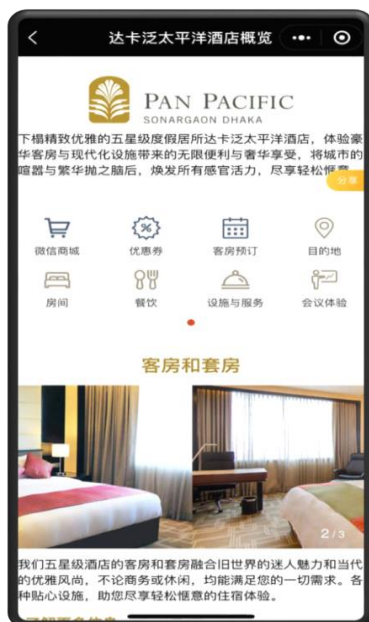 达卡泛太平洋酒店概览
PAN PACIFIC
SONARGAON DHAKA
下榻精致优雅的五星级度假居所达卡泛太平洋酒店，体验豪
华客房与现代化设施带来的无限便利与奢华享受，将城市的
喧嚣与繁华抛之脑后，焕发所有感官活力，尽享轻松惬意
分享
微信商城 优惠券 客房预订 目的地
房间 餐饮 设施与服务 会议体验
客房和套房
2/3
我们五星级酒店的客房和套房融合旧世界的迷人魅力和当代
的优雅风尚，不论商务或休闲，均能满足您的一切需求。各
种贴心设施，助您尽享轻松惬意的住宿体验。